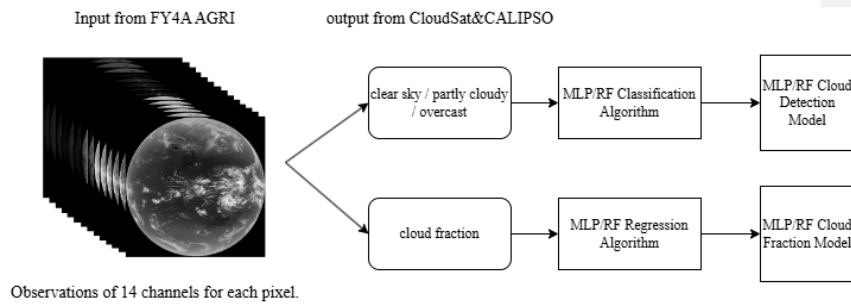 Input from FY4A AGRI
output from CloudSat&CALIPSO
clear sky / partly cloudy
/ overcast
MLP/RF Classification
Algorithm
MLP/RF Cloud
Detection
Model
cloud fraction
MLP/RF Regression
Algorithm
MLP/RF Cloud
Fraction Model
Observations of 14 channels for each pixel.